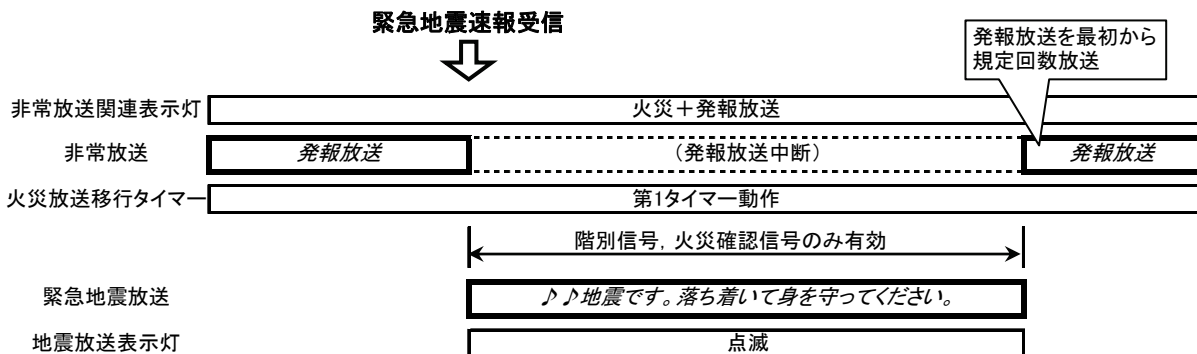 緊急地震速報受信
発報放送を最初から
規定回数放送
非常放送関連表示灯
火災＋発報放送
非常放送
発報放送
（発報放送中断）
発報放送
火災放送移行タイマー
第1タイマー動作
階別信号，火災確認信号のみ有効
緊急地震放送
♪♪地震です。落ち着いて身を守ってください。
地震放送表示灯
点滅